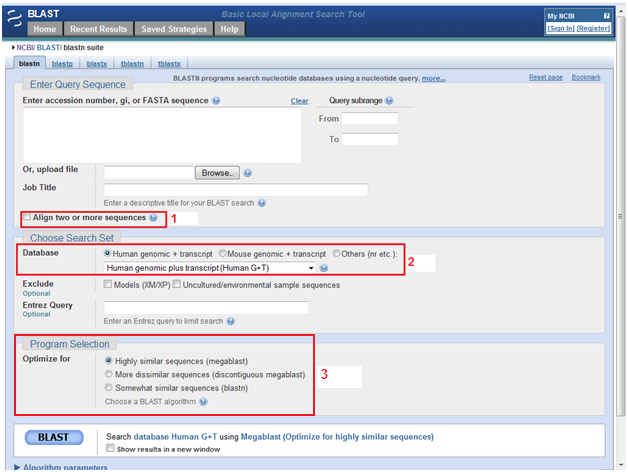 BLAST Basic Local Alignment Search Tool
My NCBI
Home Recent Results Saved Strategies Help
[Sign In] [Register]
NCBI/ BLAST/ blastn suite
blastn blastp blastx tblastn tblastx
BLASTN programs search nucleotide databases using a nucleotide query. more... Reset page Bookmark
Enter Query Sequence
Enter accession number, gi, or FASTA sequence Clear Query subrange
From
To
Or, upload file Browse..
Job Title
Enter a descriptive title for your BLAST search
Align two or more sequences 1
Choose Search Set
Database Human genomic + transcript Mouse genomic + transcript Others (nr etc.):
Human genomic plus transcript (Human G+T) 2
Exclude Models (XM/XP) Uncultured/environmental sample sequences
Optional
Entrez Query
Optional
Enter an Entrez query to limit search
Program Selection
Optimize for Highly similar sequences (megablast)
More dissimilar sequences (discontiguous megablast) 3
Somewhat similar sequences (blastn)
Choose a BLAST algorithm
BLAST Search database Human G+T using Megablast (Optimize for highly similar sequences)
Show results in a new window
Algorithm parameters